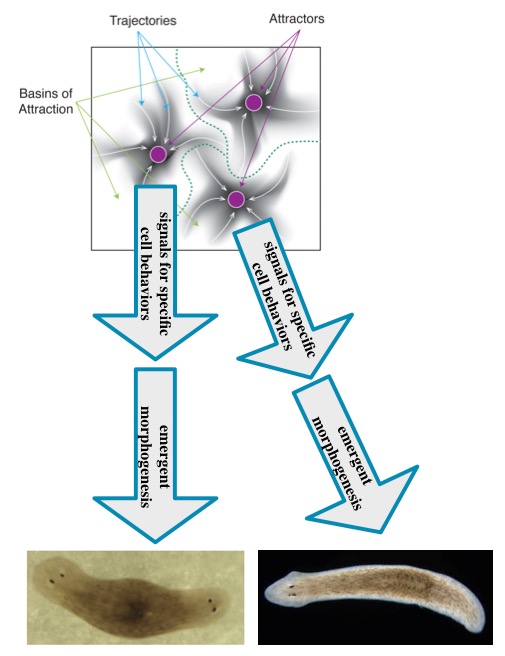 Trajectories
Attractors
Basins of
Attraction
signals for specific
cell behaviors
signals for specific
cell behaviors
emergent
morphogenesis
emergent
morphogenesis